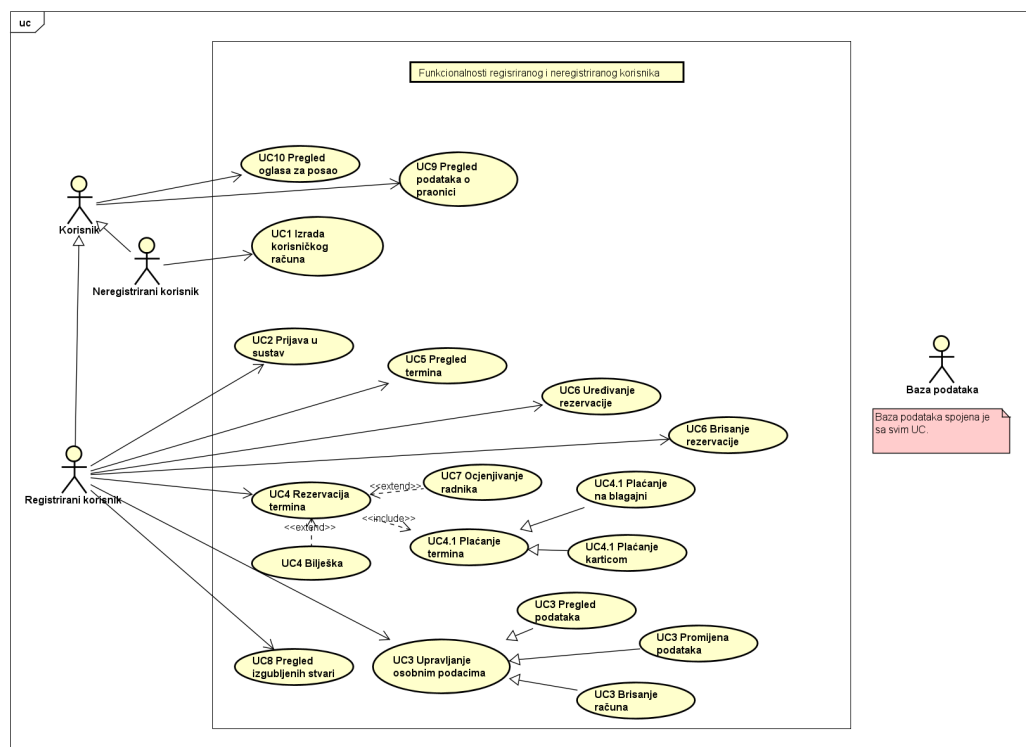 uc
Funkcionalnosti regisriranog i neregistriranog korisnika
UC10 Pregled
oglasa za posao
UC9 Pregled
podataka o
praonici
Korisnik
UC1 Izrada
korisničkog
računa
Neregistrirani korisnik
UC2 Prijava u
sustav
UC5 Pregled
termina
Baza podataka
UC6 Uređivanje
rezervacije
Baza podataka spojena je
sa svim UC.
UC6 Brisanje
rezervacije
Registrirani korisnik
UC4 Rezervacija
termina
<<extend>>
UC7 Ocjenjivanje
radnika
UC4.1 Plaćanje
na blagajni
<<extend>>
<<include>>
UC4.1 Plaćanje
termina
UC4.1 Plaćanje
karticom
UC4 Bilješka
UC3 Pregled
podataka
UC3 Promijena
podataka
UC8 Pregled
izgubljenih stvari
UC3 Upravljanje
osobnim podacima
UC3 Brisanje
računa